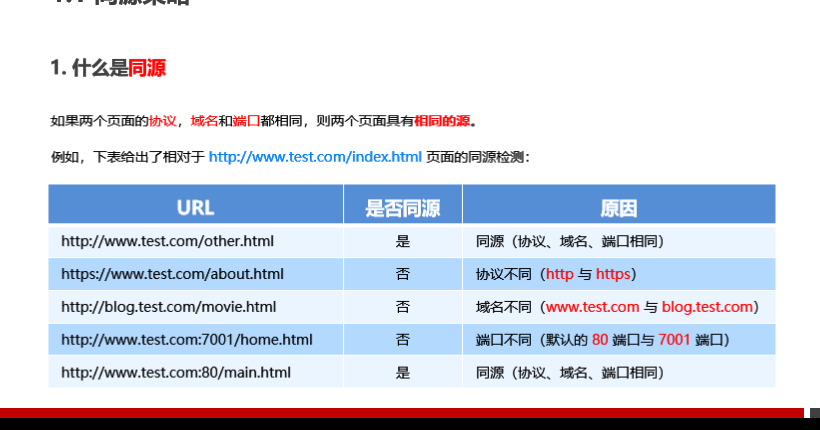 1. 什么是同源
如果两个页面的协议，域名和端口都相同，则两个页面具有相同的源。
例如，下表给出了相对于 http://www.test.com/index.html 页面的同源检测：
URL 是否同源 原因
http://www.test.com/other.html 是 同源（协议、域名、端口相同）
https://www.test.com/about.html 否 协议不同（http 与 https）
http://blog.test.com/movie.html 否 域名不同（www.test.com 与 blog.test.com）
http://www.test.com:7001/home.html 否 端口不同（默认的 80 端口与 7001 端口）
http://www.test.com:80/main.html 是 同源（协议、域名、端口相同）